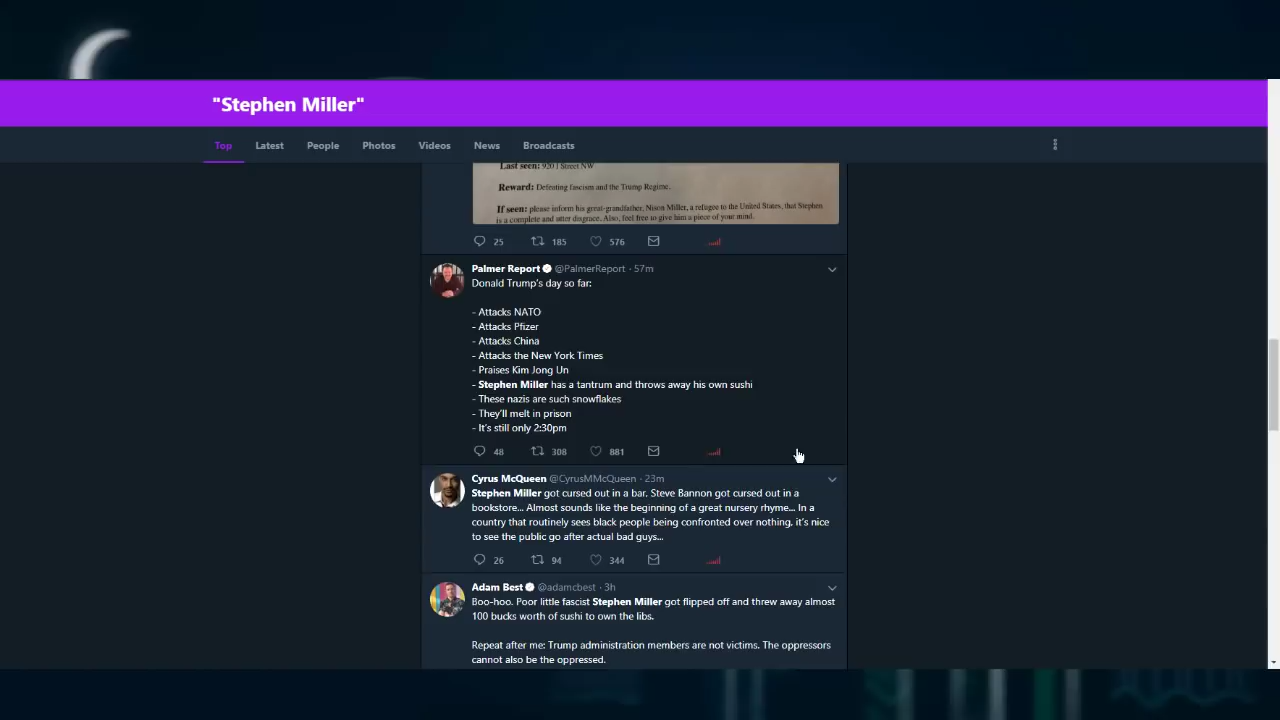 "Stephen Miller"
Top Latest People Photos Videos News Broadcasts
Last seen: 920 I Street NW
Reward: Defeating fascism and the Trump Regime.
If seen: please inform his great-grandfather, Nison Miller, a refugee to the United States, that Stephen
is a complete and utter disgrace. Also, feel free to give him a piece of your mind.
25 185 576
Palmer Report @PalmerReport · 57m
Donald Trump's day so far:
- Attacks NATO
- Attacks Pfizer
- Attacks China
- Attacks the New York Times
- Praises Kim Jong Un
- Stephen Miller has a tantrum and throws away his own sushi
- These nazis are such snowflakes
- They'll melt in prison
- It's still only 2:30pm
48 308 881
Cyrus McQueen @CyrusMMcQueen · 23m
Stephen Miller got cursed out in a bar. Steve Bannon got cursed out in a
bookstore... Almost sounds like the beginning of a great nursery rhyme... In a
country that routinely sees black people being confronted over nothing, it's nice
to see the public go after actual bad guys...
26 94 344
Adam Best @adamcbest · 3h
Boo-hoo. Poor little fascist Stephen Miller got flipped off and threw away almost
100 bucks worth of sushi to own the libs.
Repeat after me: Trump administration members are not victims. The oppressors
cannot also be the oppressed.